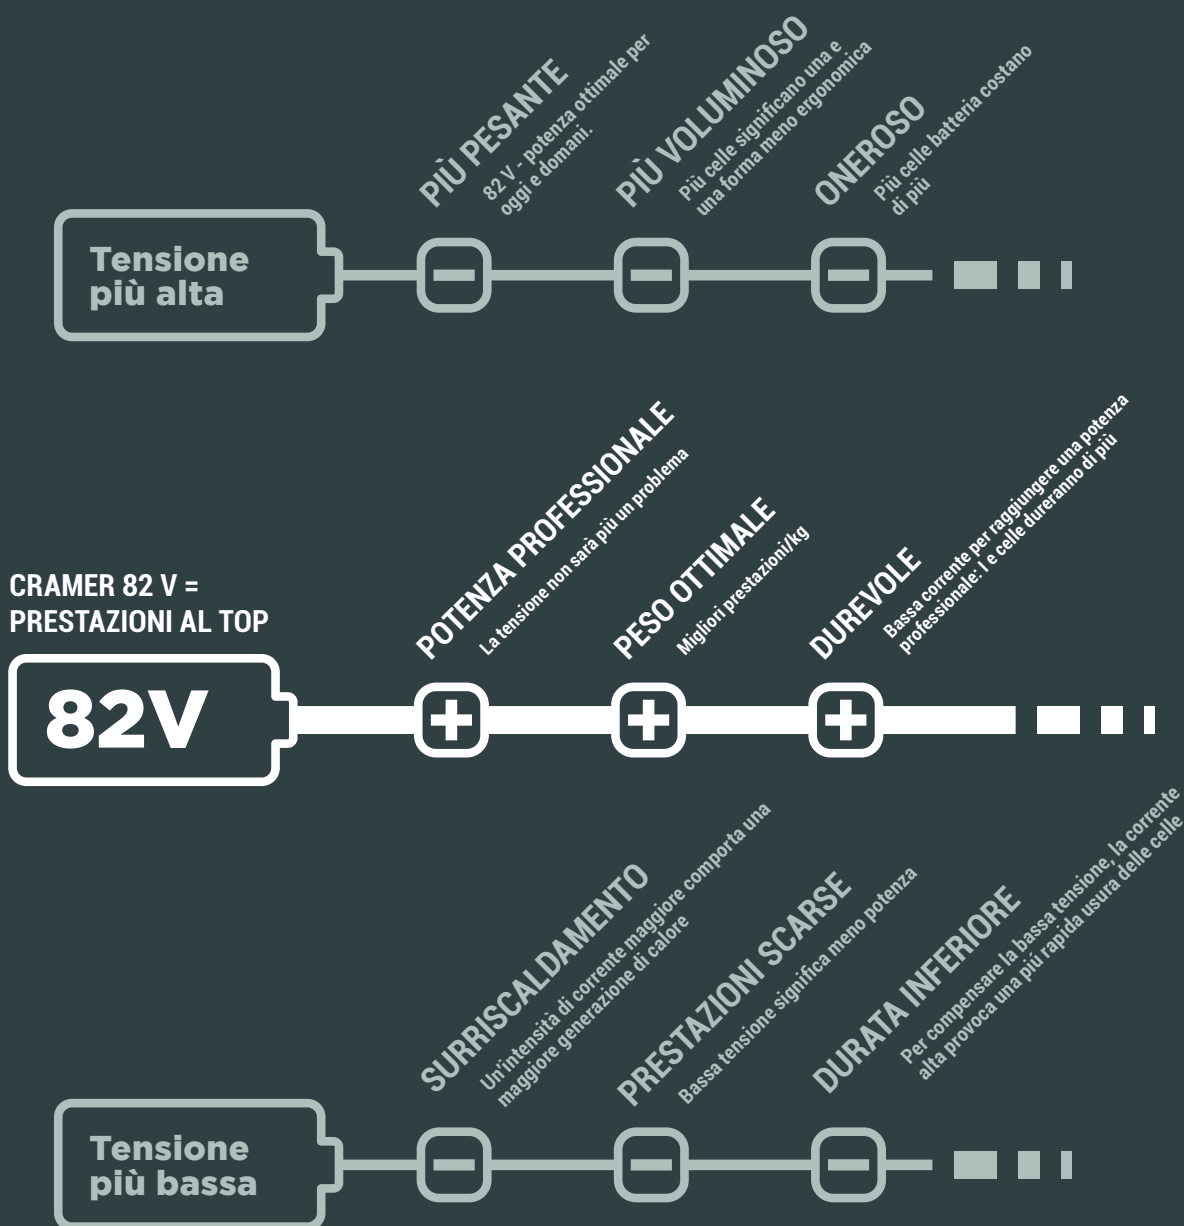 Tensione
più alta
PIÙ PESANTE
82 V - potenza ottimale per
oggi e domani.
PIÙ VOLUMINOSO
Più celle significano una e
una forma meno ergonomica
ONEROSO
Più celle batteria costano
di più
CRAMER 82 V =
PRESTAZIONI AL TOP
82V
POTENZA PROFESSIONALE
La tensione non sarà più un problema
PESO OTTIMALE
Migliori prestazioni/kg
DUREVOLE
Bassa corrente per raggiungere una potenza
professionale: l e celle dureranno di più
Tensione
più bassa
SURRISCALDAMENTO
Un'intensità di corrente maggiore comporta una
maggiore generazione di calore
PRESTAZIONI SCARSE
Bassa tensione significa meno potenza
DURATA INFERIORE
Per compensare la bassa tensione, la corrente
alta provoca una piú rapida usura delle celle